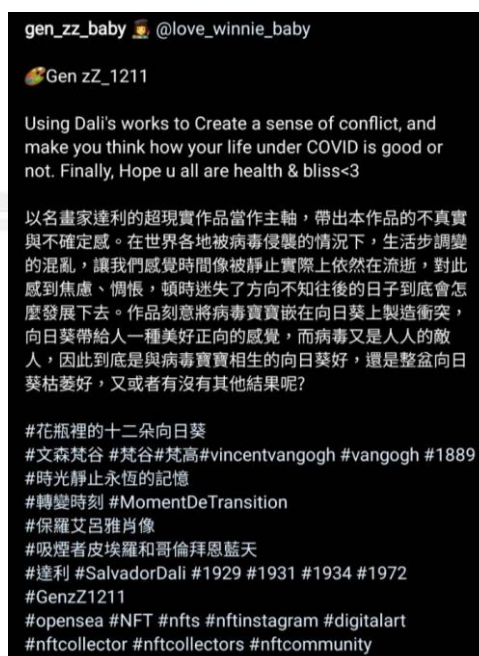 gen_zz_baby 👩‍🎓 @love_winnie_baby
🎨Gen zZ_1211
Using Dali's works to Create a sense of conflict, and
make you think how your life under COVID is good or
not. Finally, Hope u all are health & bliss<3
以名畫家達利的超現實作品當作主軸，帶出本作品的不真實
與不確定感。在世界各地被病毒侵襲的情況下，生活步調變
的混亂，讓我們感覺時間像被靜止實際上依然在流逝，對此
感到焦慮、惆悵，頓時迷失了方向不知往後的日子到底會怎
麼發展下去。作品刻意將病毒寶寶嵌在向日葵上製造衝突，
向日葵帶給人一種美好正向的感覺，而病毒又是人人的敵
人，因此到底是與病毒寶寶相生的向日葵好，還是整盆向日
葵枯萎好，又或者有沒有其他結果呢?
#花瓶裡的十二朵向日葵
#文森梵谷 #梵谷#梵高#vincentvangogh #vangogh #1889
#時光靜止永恆的記憶
#轉變時刻 #MomentDeTransition
#保羅艾呂雅肖像
#吸煙者皮埃羅和哥倫拜恩藍天
#達利 #SalvadorDali #1929 #1931 #1934 #1972
#GenzZ1211
#opensea #NFT #nfts #nftinstagram #digitalart
#nftcollector #nftcollectors #nftcommunity